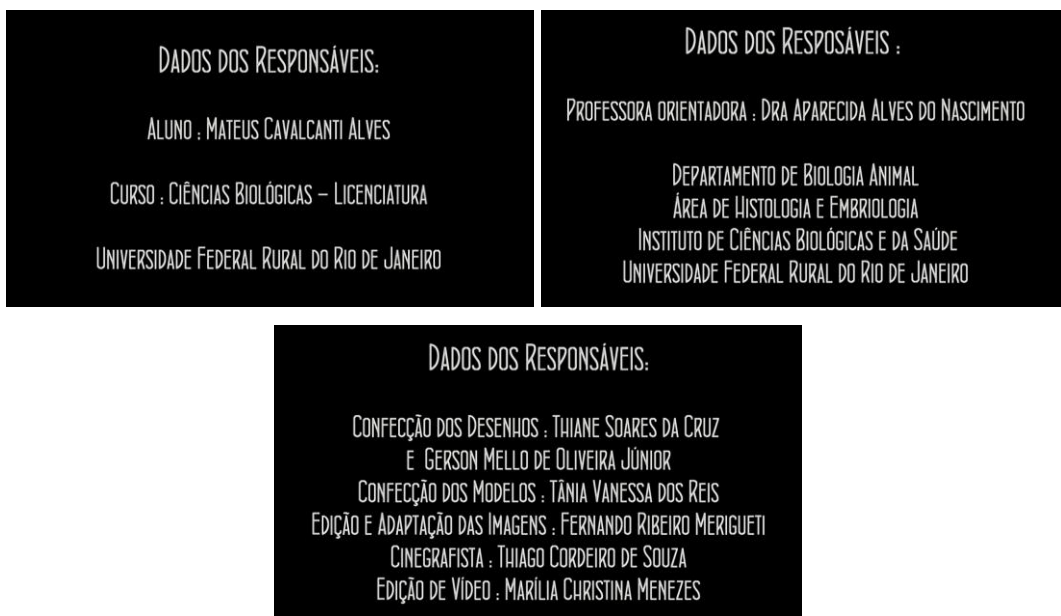 Dados dos Responsáveis:
Aluno : Mateus Cavalcanti Alves
Curso : Ciências Biológicas – Licenciatura
Universidade Federal Rural do Rio de Janeiro
Dados dos Resposáveis :
Professora orientadora : Dra Aparecida Alves do Nascimento
Departamento de Biologia Animal
Área de Histologia e Embriologia
Instituto de Ciências Biológicas e da Saúde
Universidade Federal Rural do Rio de Janeiro
Dados dos Responsáveis:
Confecção dos Desenhos : Thiane Soares da Cruz
e Gerson Mello de Oliveira Júnior
Confecção dos Modelos : Tânia Vanessa dos Reis
Edição e Adaptação das Imagens : Fernando Ribeiro Merigueti
Cinegrafista : Thiago Cordeiro de Souza
Edição de Vídeo : Marília Christina Menezes